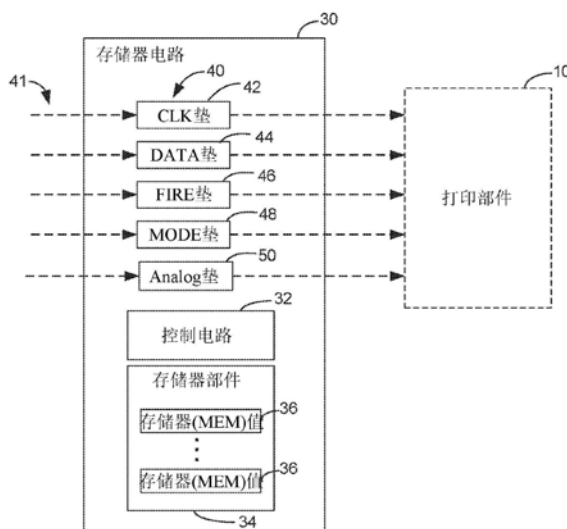 30
存储器电路
41
40
42
10
CLK垫
44
DATA垫
46
FIRE垫
打印部件
48
MODE垫
50
Analog垫
32
控制电路
存储器部件
36
存储器(MEM)值
36
存储器(MEM)值
34